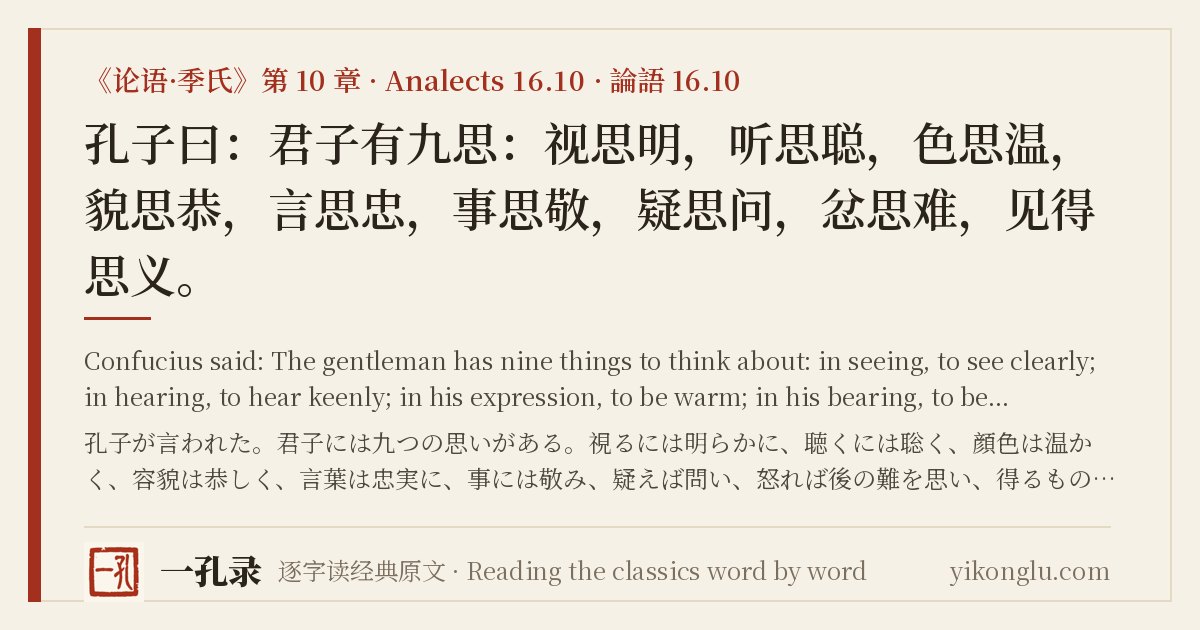 《论语·季氏》第 10 章 · Analects 16.10 · 論語 16.10
孔子曰：君子有九思：视思明，听思聪，色思温，
貌思恭，言思忠，事思敬，疑思问，忿思难，见得
思义。
Confucius said: The gentleman has nine things to think about: in seeing, to see clearly;
in hearing, to hear keenly; in his expression, to be warm; in his bearing, to be...
孔子が言われた。君子には九つの思いがある。視るには明らかに、聴くには聡く、顔色は温か
く、容貌は恭しく、言葉は忠実に、事には敬み、疑えば問い、怒れば後の難を思い、得るもの…
一孔
一孔录 逐字读经典原文 · Reading the classics word by word yikonglu.com